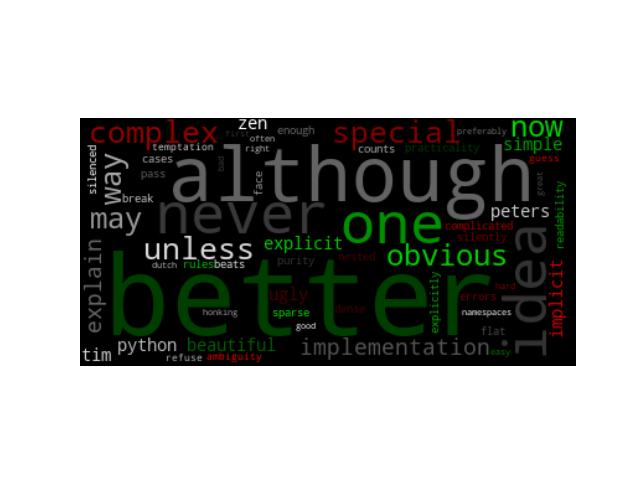 zen
enough
first
often
complex
special
preferably
now
temptation
right
counts
practicality
simple
silenced
cases
bad
guess
although
pass
way
face
great
break
never
one
peters
readability
may
complicated
unless
explicit
silently
obvious
explain
dutch
rules
beats
purity
nested
idea
better
ugly
hard
errors
implicit
explicitly
honking
sparse
dense
namespaces
good
flat
python
beautiful
implementation
easy
tim
refuse
ambiguity